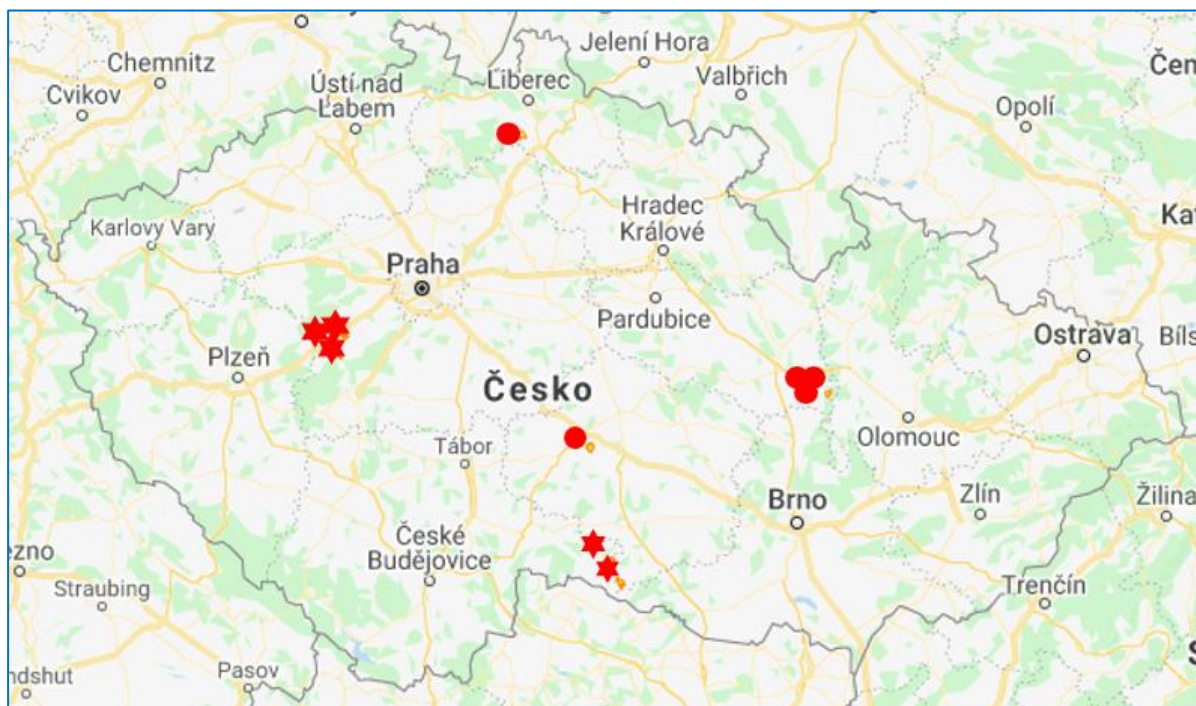 Jelení Hora
Chemnitz
Liberec
Valbřich
Cvikov
Ústí nad
Labem
Opolí
Hradec
Králové
Karlovy Vary
Praha
Pardubice
Ostrava
Plzeň
Česko
Olomouc
Tábor
Brno
Zlín
Žilina
České
Budějovice
Straubing
Trenčín
Pasov